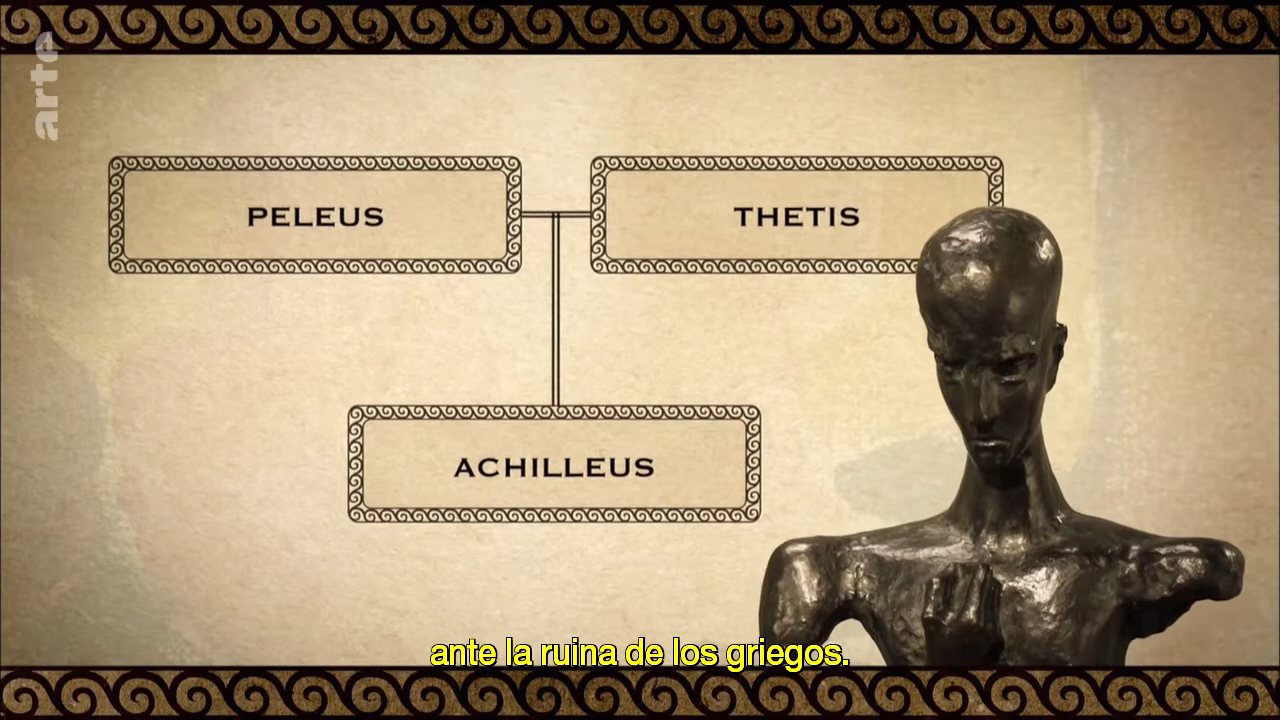 arte
PELEUS
THETIS
ACHILLEUS
ante la ruina de los griegos.